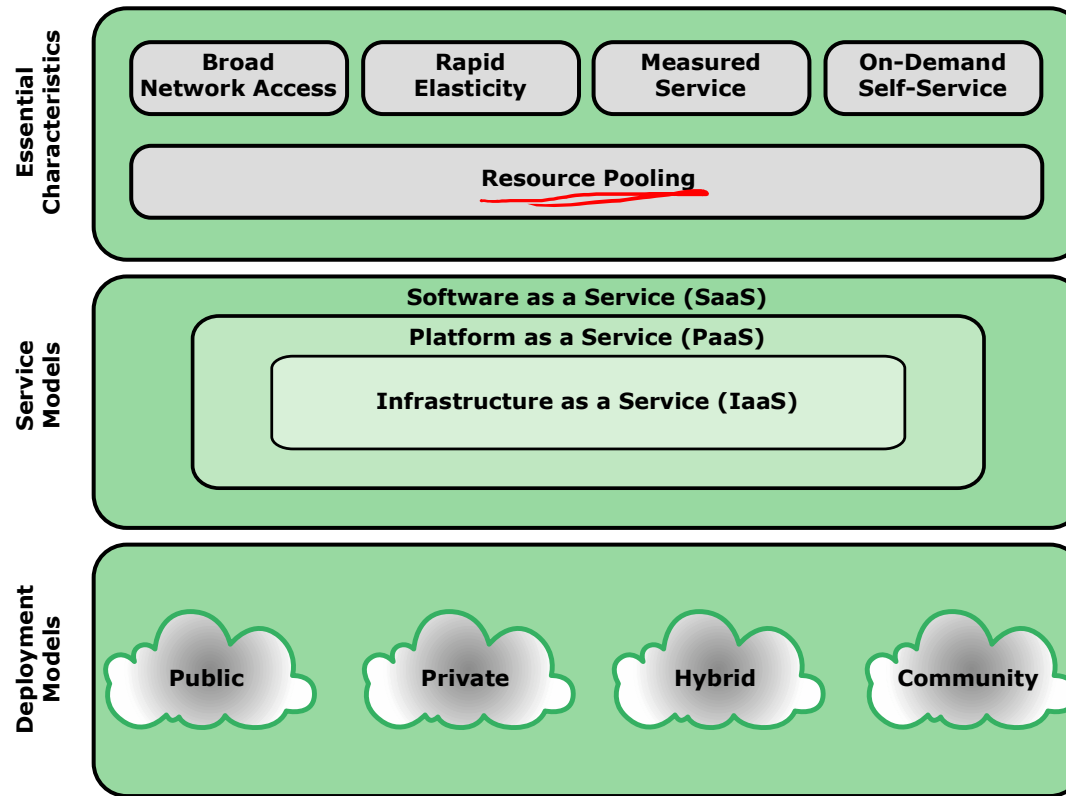 Essential
Characteristics
Broad
Network Access
Rapid
Elasticity
Measured
Service
On-Demand
Self-Service
Resource Pooling
Service
Models
Software as a Service (SaaS)
Platform as a Service (PaaS)
Infrastructure as a Service (IaaS)
Deployment
Models
Public
Private
Hybrid
Community